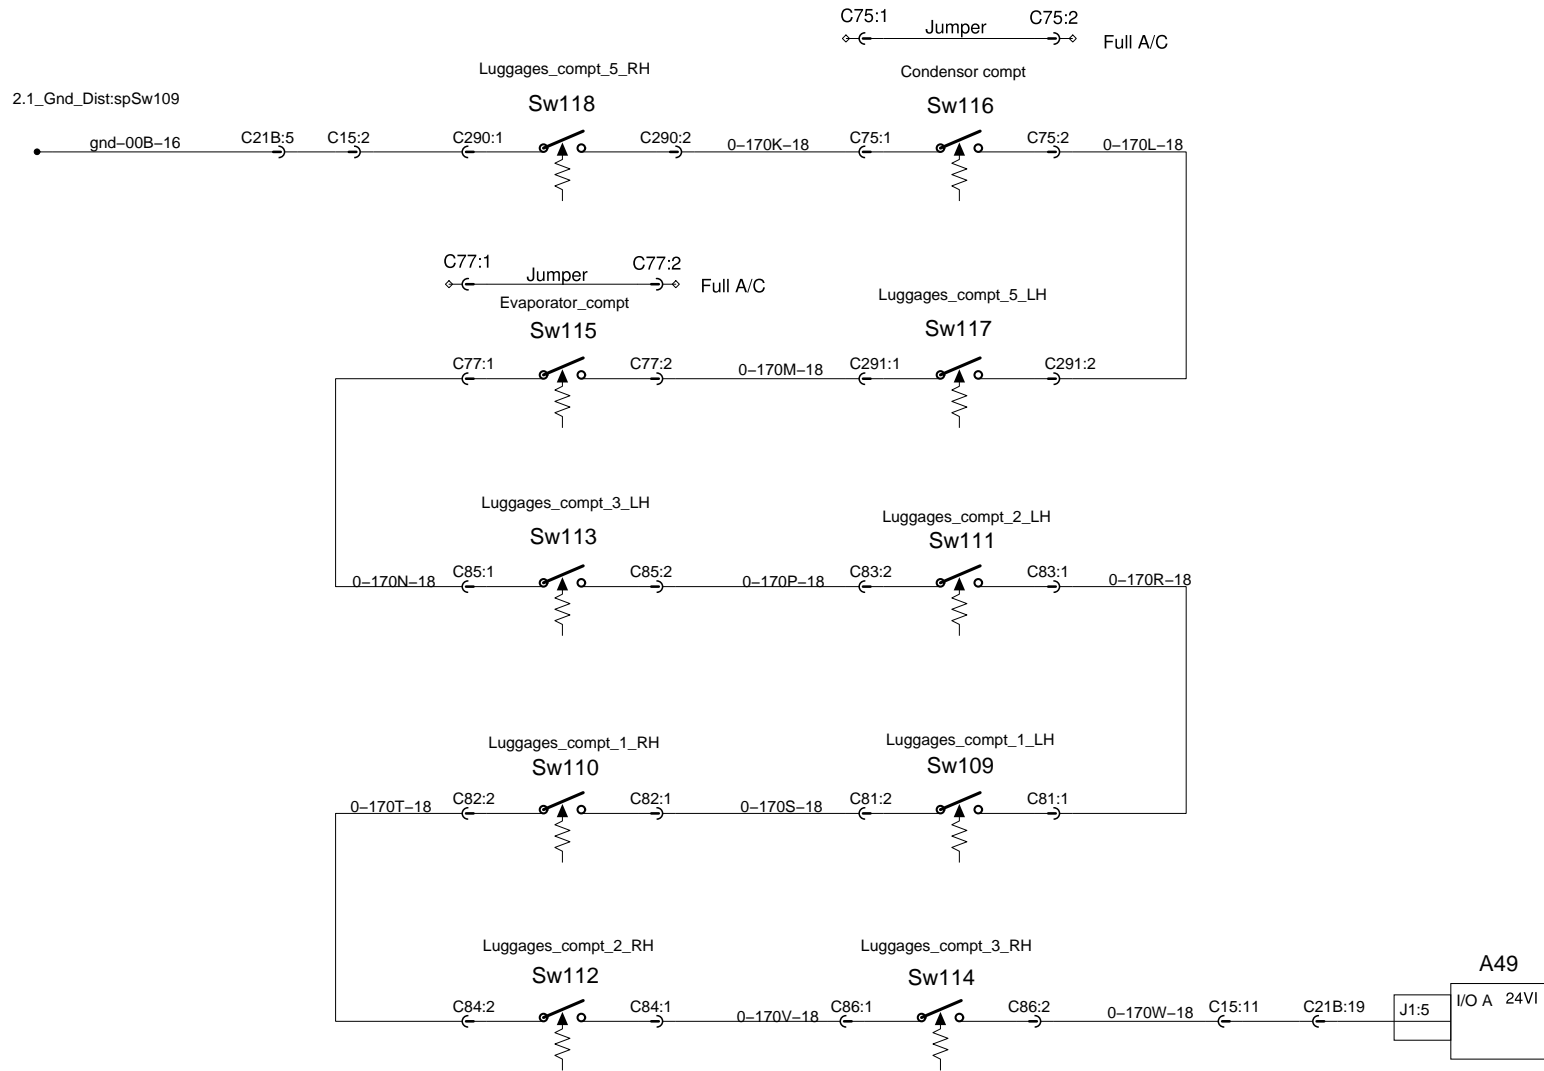 C75:1 Jumper C75:2 Full A/C
Luggages_compt_5_RH Condensor compt
2.1_Gnd_Dist:spSw109 Sw118 Sw116
gnd–00B–16 C21B:5 C15:2 C290:1 C290:2 0–170K–18 C75:1 C75:2 0–170L–18
C77:1 Jumper C77:2 Full A/C
Evaporator_compt Luggages_compt_5_LH
Sw115 Sw117
C77:1 C77:2 0–170M–18 C291:1 C291:2
Luggages_compt_3_LH Luggages_compt_2_LH
Sw113 Sw111
0–170N–18 C85:1 C85:2 0–170P–18 C83:2 C83:1 0–170R–18
Luggages_compt_1_RH Luggages_compt_1_LH
Sw110 Sw109
0–170T–18 C82:2 C82:1 0–170S–18 C81:2 C81:1
Luggages_compt_2_RH Luggages_compt_3_RH
Sw112 Sw114 A49
C84:2 C84:1 0–170V–18 C86:1 C86:2 0–170W–18 C15:11 C21B:19 J1:5 I/O A 24VI